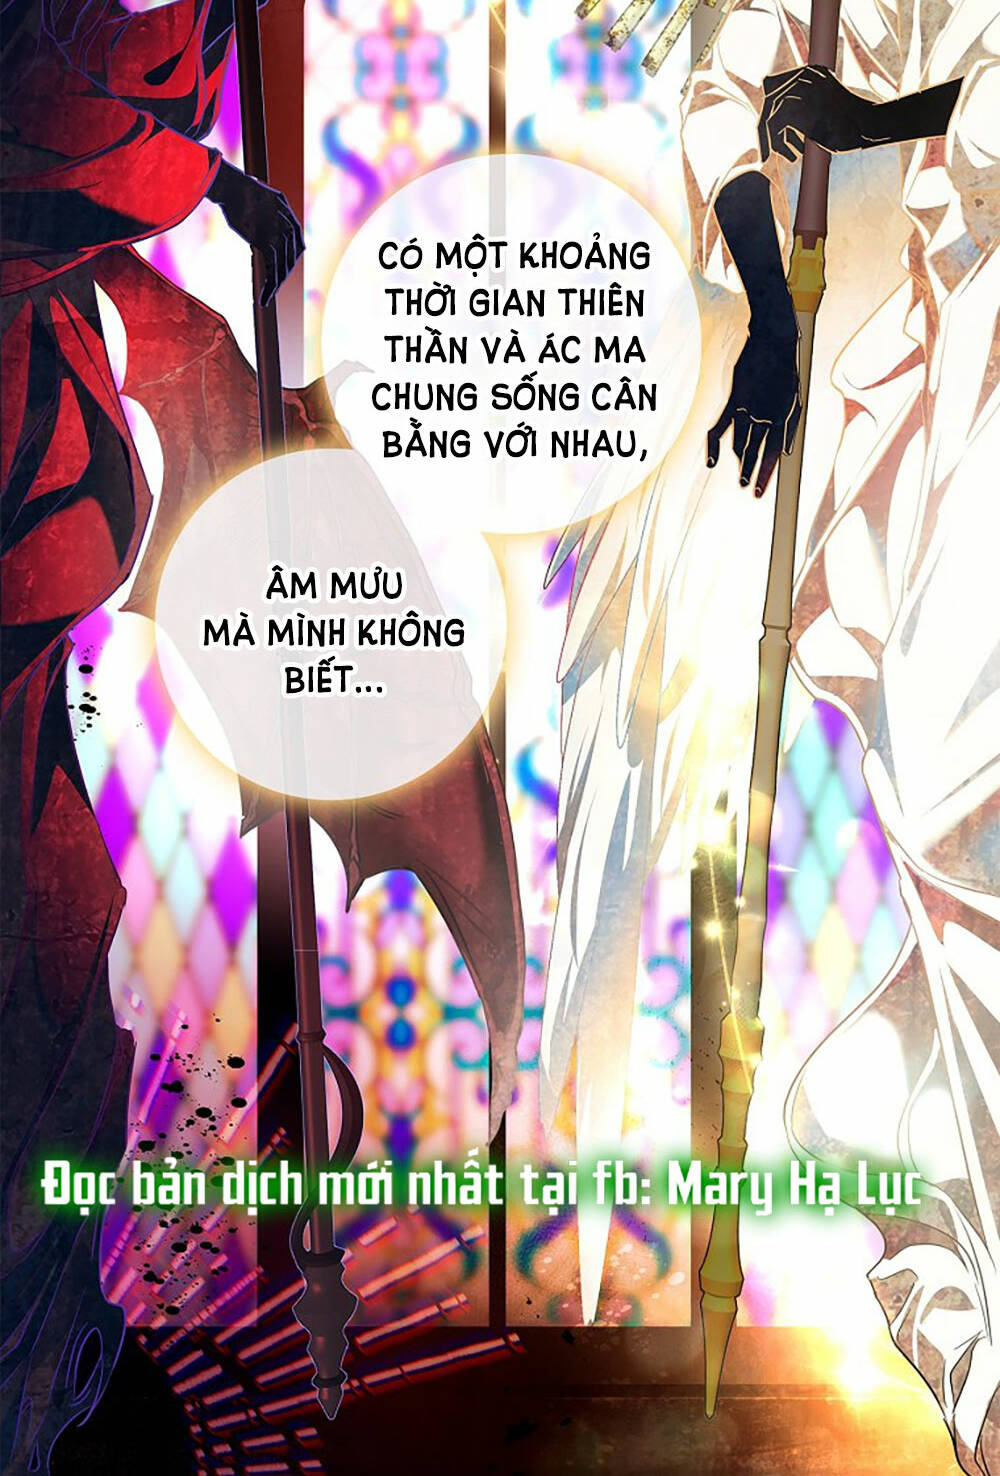 CÓ MỘT KHOẢNG
THỜI GIAN THIÊN
THẦN VÀ ÁC MA
CHUNG SỐNG CÂN
BẰNG VỚI NHAU,
ÂM MƯU
MÀ MÌNH KHÔNG
BIẾT...
Đọc bản dịch mới nhất tại fb: Mary Hạ Lục